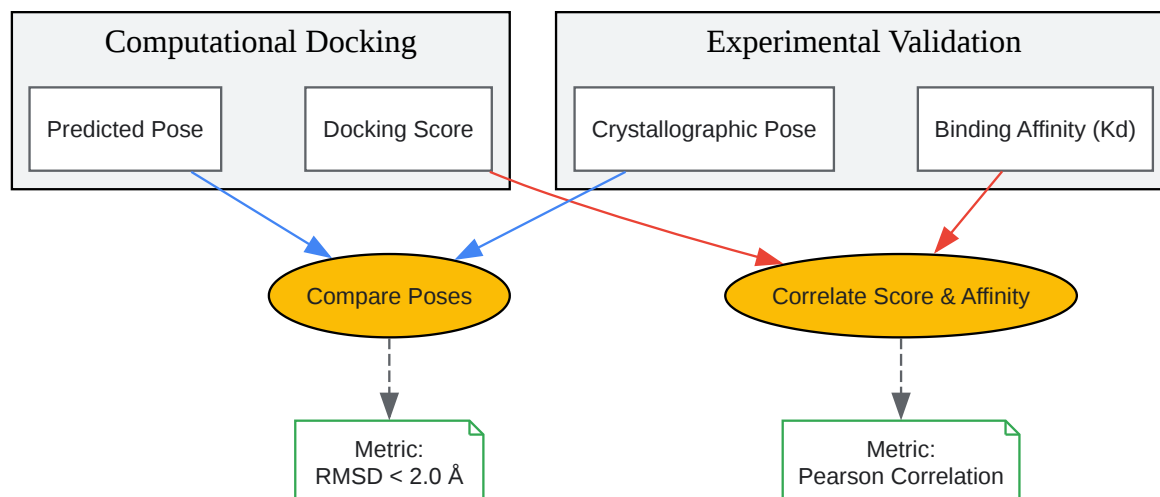 Computational Docking
Experimental Validation
Predicted Pose
Docking Score
Crystallographic Pose
Binding Affinity (Kd)
Compare Poses
Correlate Score & Affinity
Metric:
RMSD < 2.0 Å
Metric:
Pearson Correlation